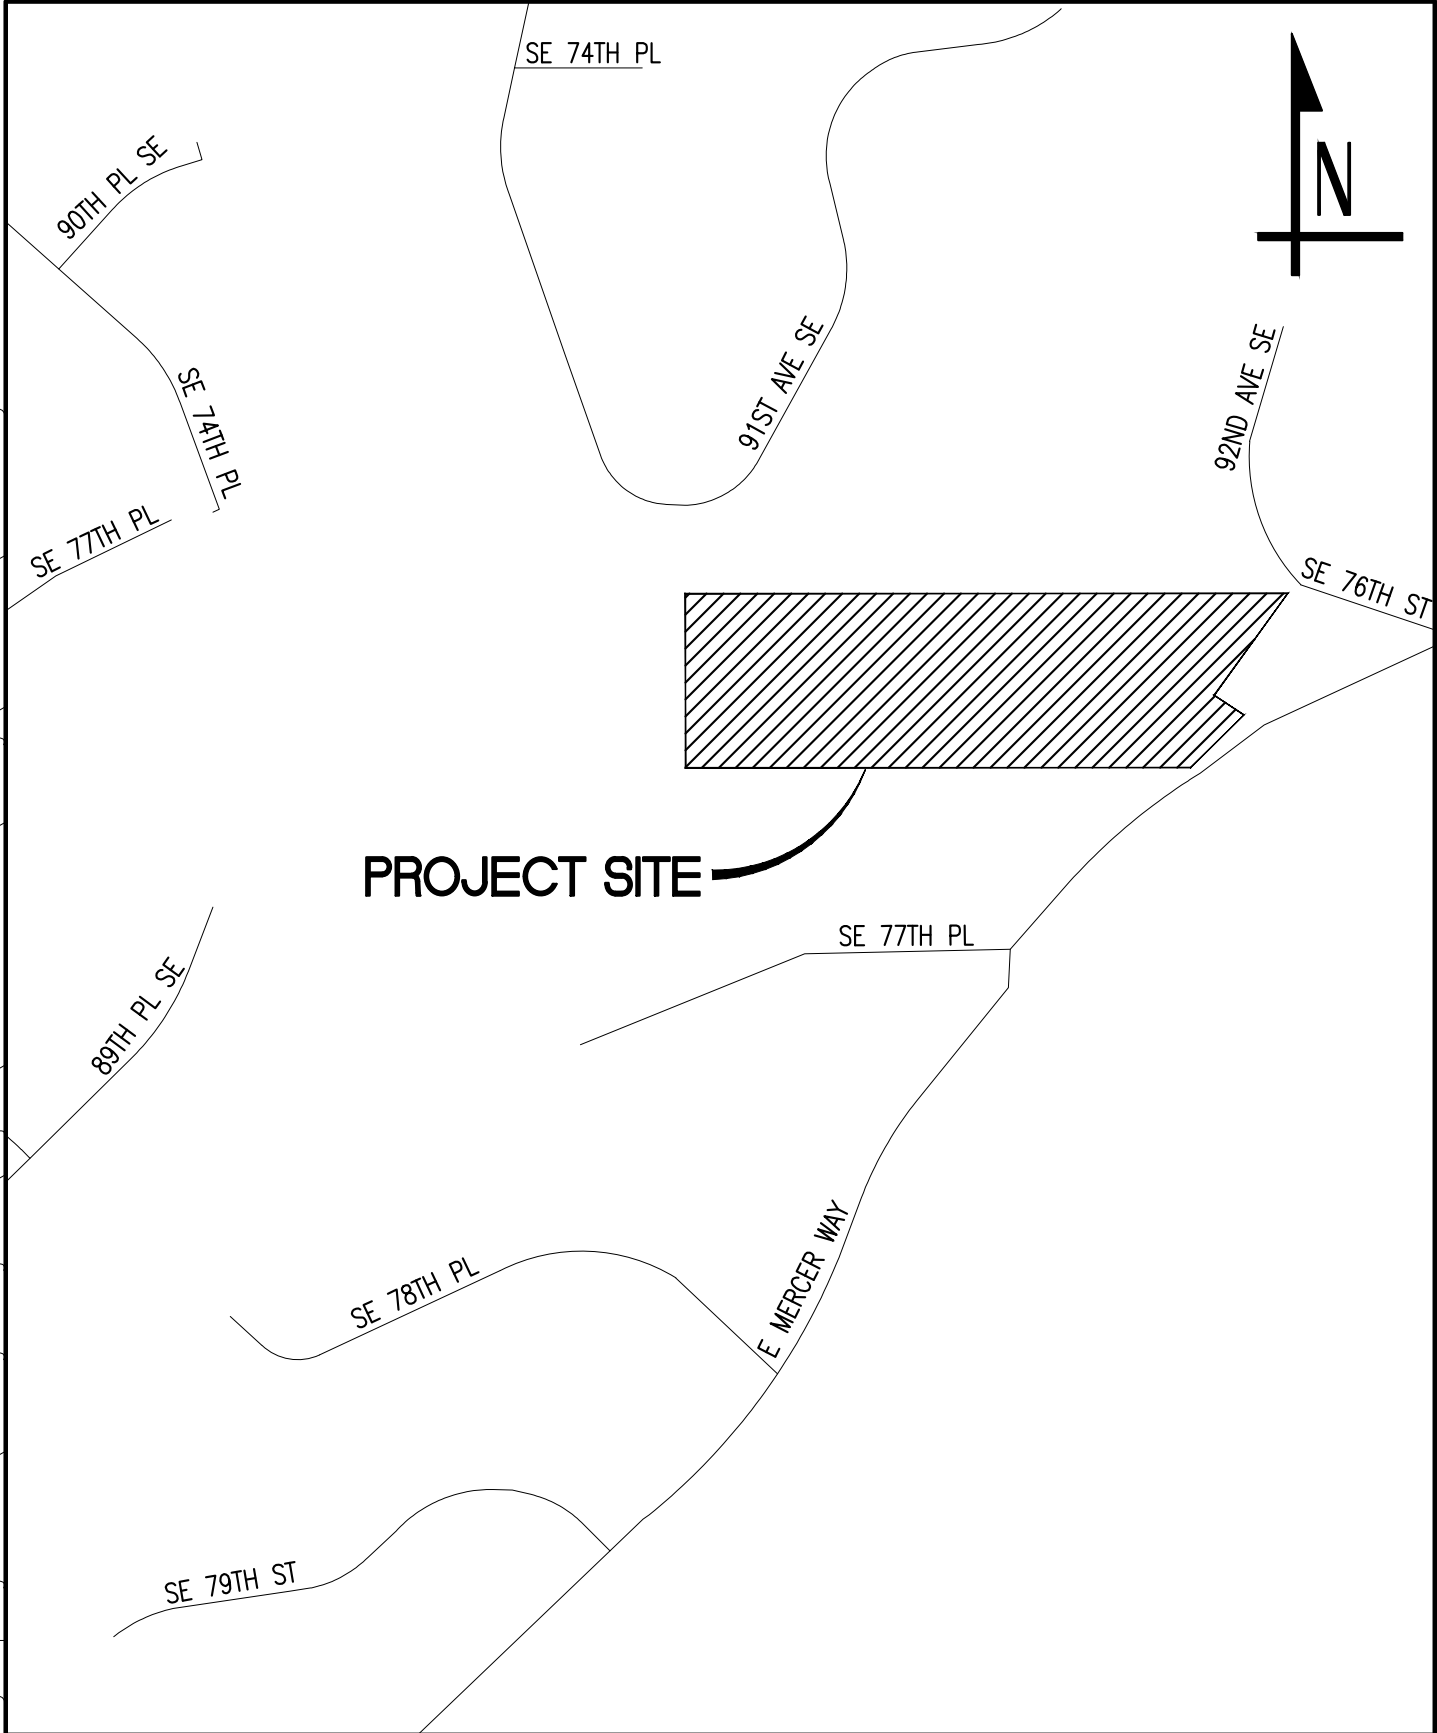 SE 74TH PL
90TH PL SE
N
91ST AVE SE
92ND AVE SE
SE 74TH PL
SE 77TH PL
SE 76TH ST
PROJECT SITE
SE 77TH PL
89TH PL SE
E MERCER WAY
SE 78TH PL
SE 79TH ST